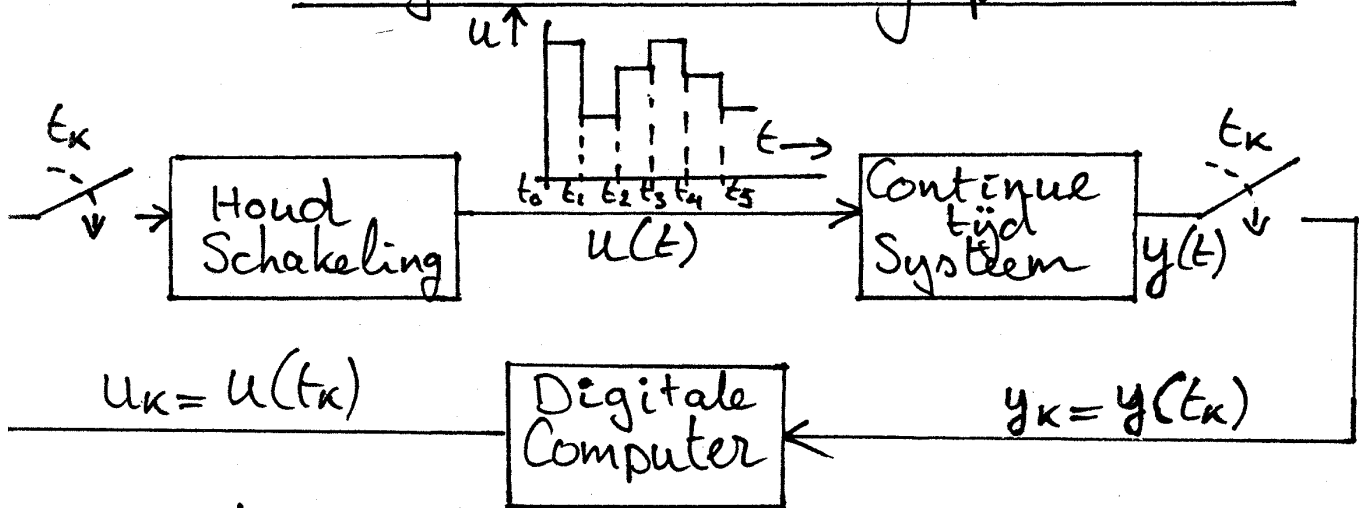 u↑
t→
t₀ t₁ t₂ t₃ t₄ t₅
tₖ
Houd
Schakeling
u(t)
Continue
tijd
Systeem
y(t)
tₖ
uₖ = u(tₖ)
Digitale
Computer
yₖ = y(tₖ)